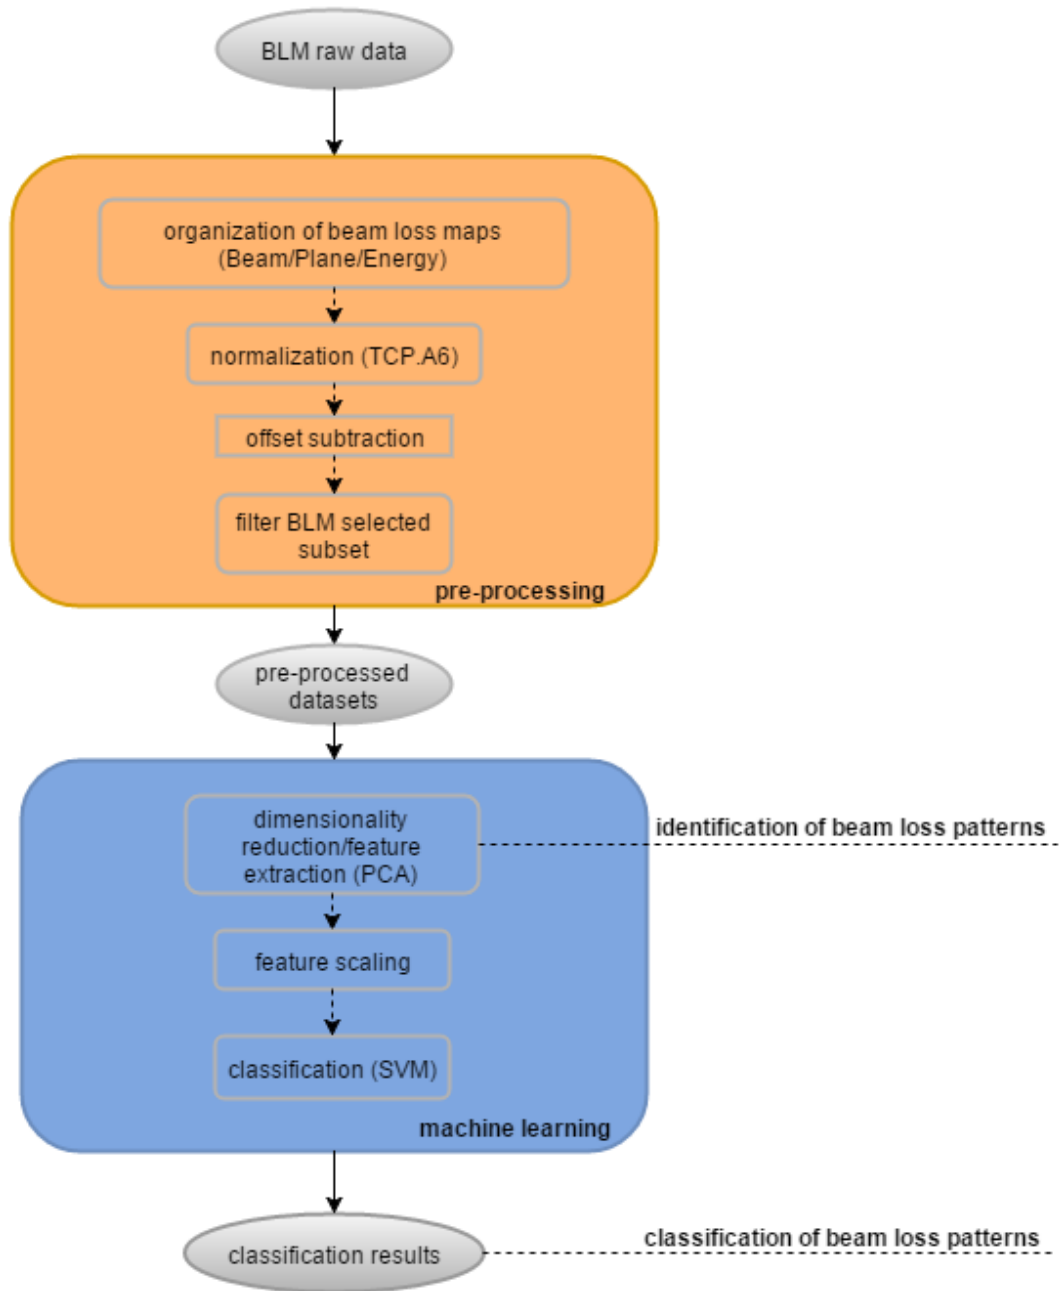 BLM raw data
organization of beam loss maps
(Beam/Plane/Energy)
normalization (TCP.A6)
offset subtraction
filter BLM selected
subset
pre-processing
pre-processed
datasets
dimensionality
reduction/feature
extraction (PCA)
identification of beam loss patterns
feature scaling
classification (SVM)
machine learning
classification results
classification of beam loss patterns